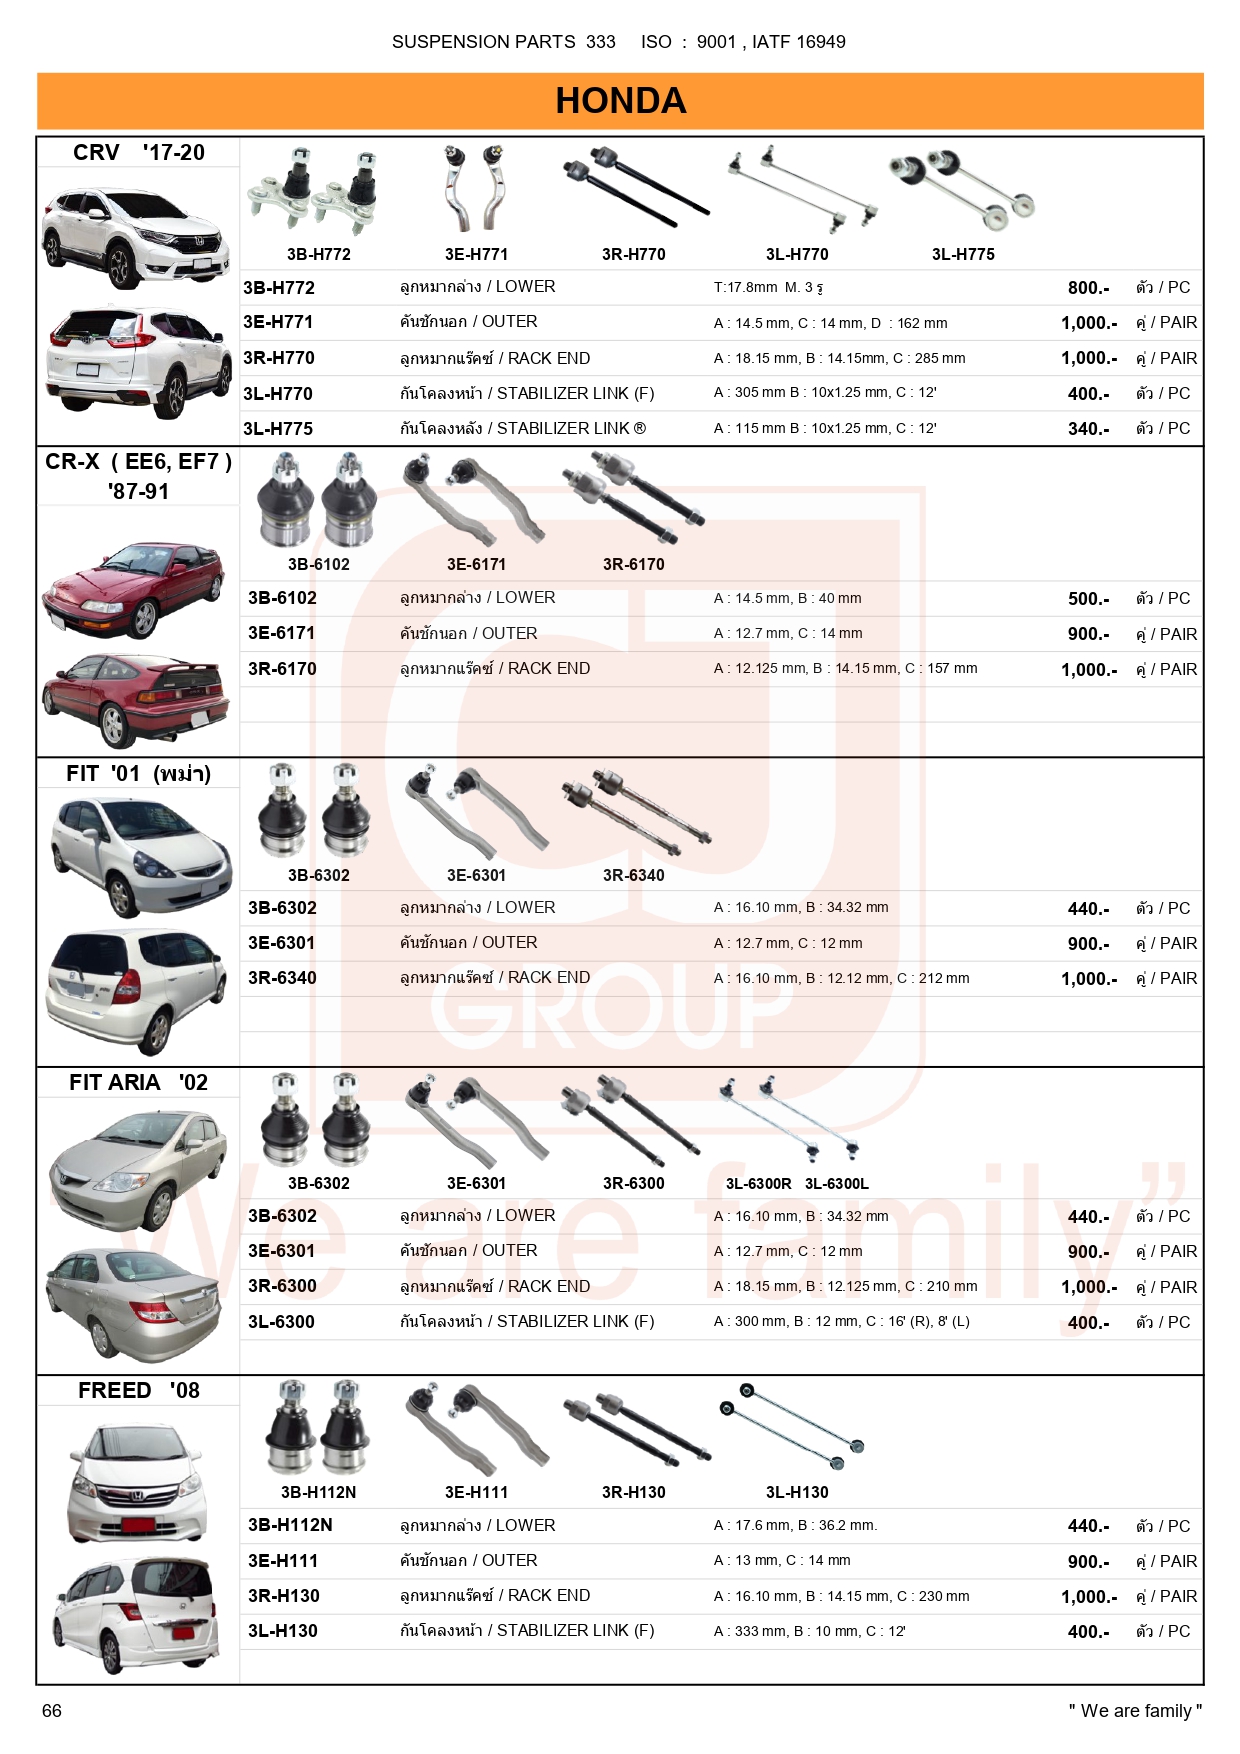 SUSPENSION PARTS  333     ISO  :  9001 , IATF 16949
HONDA
CRV    '17-20
3B-H772 3E-H771 3R-H770 3L-H770 3L-H775
3B-H772 ลูกหมากล่าง / LOWER T:17.8mm  M. 3 รู 800.- ตัว / PC
3E-H771 คันชักนอก / OUTER A : 14.5 mm, C : 14 mm, D  : 162 mm 1,000.- คู่ / PAIR
3R-H770 ลูกหมากแร๊คซ์ / RACK END A : 18.15 mm, B : 14.15mm, C : 285 mm 1,000.- คู่ / PAIR
3L-H770 กันโคลงหน้า / STABILIZER LINK (F) A : 305 mm B : 10x1.25 mm, C : 12' 400.- ตัว / PC
3L-H775 กันโคลงหลัง / STABILIZER LINK ® A : 115 mm B : 10x1.25 mm, C : 12' 340.- ตัว / PC
CR-X  ( EE6, EF7 )
'87-91
3B-6102 3E-6171 3R-6170
3B-6102 ลูกหมากล่าง / LOWER A : 14.5 mm, B : 40 mm 500.- ตัว / PC
3E-6171 คันชักนอก / OUTER A : 12.7 mm, C : 14 mm 900.- คู่ / PAIR
3R-6170 ลูกหมากแร๊คซ์ / RACK END A : 12.125 mm, B : 14.15 mm, C : 157 mm 1,000.- คู่ / PAIR
FIT  '01  (พม่า)
3B-6302 3E-6301 3R-6340
3B-6302 ลูกหมากล่าง / LOWER A : 16.10 mm, B : 34.32 mm 440.- ตัว / PC
3E-6301 คันชักนอก / OUTER A : 12.7 mm, C : 12 mm 900.- คู่ / PAIR
3R-6340 ลูกหมากแร๊คซ์ / RACK END A : 16.10 mm, B : 12.12 mm, C : 212 mm 1,000.- คู่ / PAIR
CJ
GROUP
FIT ARIA   '02
3B-6302 3E-6301 3R-6300 3L-6300R   3L-6300L
"We are family"
3B-6302 ลูกหมากล่าง / LOWER A : 16.10 mm, B : 34.32 mm 440.- ตัว / PC
3E-6301 คันชักนอก / OUTER A : 12.7 mm, C : 12 mm 900.- คู่ / PAIR
3R-6300 ลูกหมากแร๊คซ์ / RACK END A : 18.15 mm, B : 12.125 mm, C : 210 mm 1,000.- คู่ / PAIR
3L-6300 กันโคลงหน้า / STABILIZER LINK (F) A : 300 mm, B : 12 mm, C : 16' (R), 8' (L) 400.- ตัว / PC
FREED   '08
3B-H112N 3E-H111 3R-H130 3L-H130
3B-H112N ลูกหมากล่าง / LOWER A : 17.6 mm, B : 36.2 mm. 440.- ตัว / PC
3E-H111 คันชักนอก / OUTER A : 13 mm, C : 14 mm 900.- คู่ / PAIR
3R-H130 ลูกหมากแร๊คซ์ / RACK END A : 16.10 mm, B : 14.15 mm, C : 230 mm 1,000.- คู่ / PAIR
3L-H130 กันโคลงหน้า / STABILIZER LINK (F) A : 333 mm, B : 10 mm, C : 12' 400.- ตัว / PC
66 " We are family "